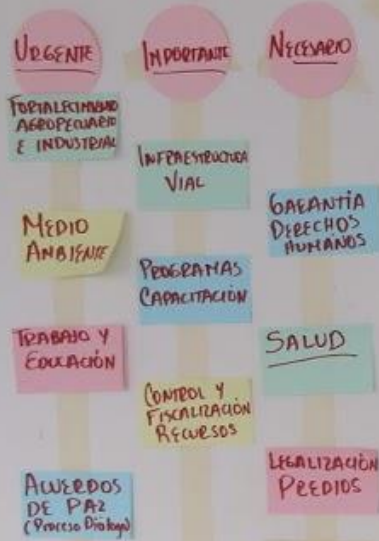 URGENTE
FORTALECIMIENTO
AGROPECUARIO
E INDUSTRIAL
MEDIO
AMBIENTE
TRABAJO Y
EDUCACIÓN
ACUERDOS
DE PAZ
(Proceso Diálogo)
IMPORTANTE
INFRAESTRUCTURA
VIAL
PROGRAMAS
CAPACITACIÓN
CONTROL Y
FISCALIZACIÓN
RECURSOS
NECESARIO
GARANTÍA
DERECHOS
HUMANOS
SALUD
LEGALIZACIÓN
PREDIOS